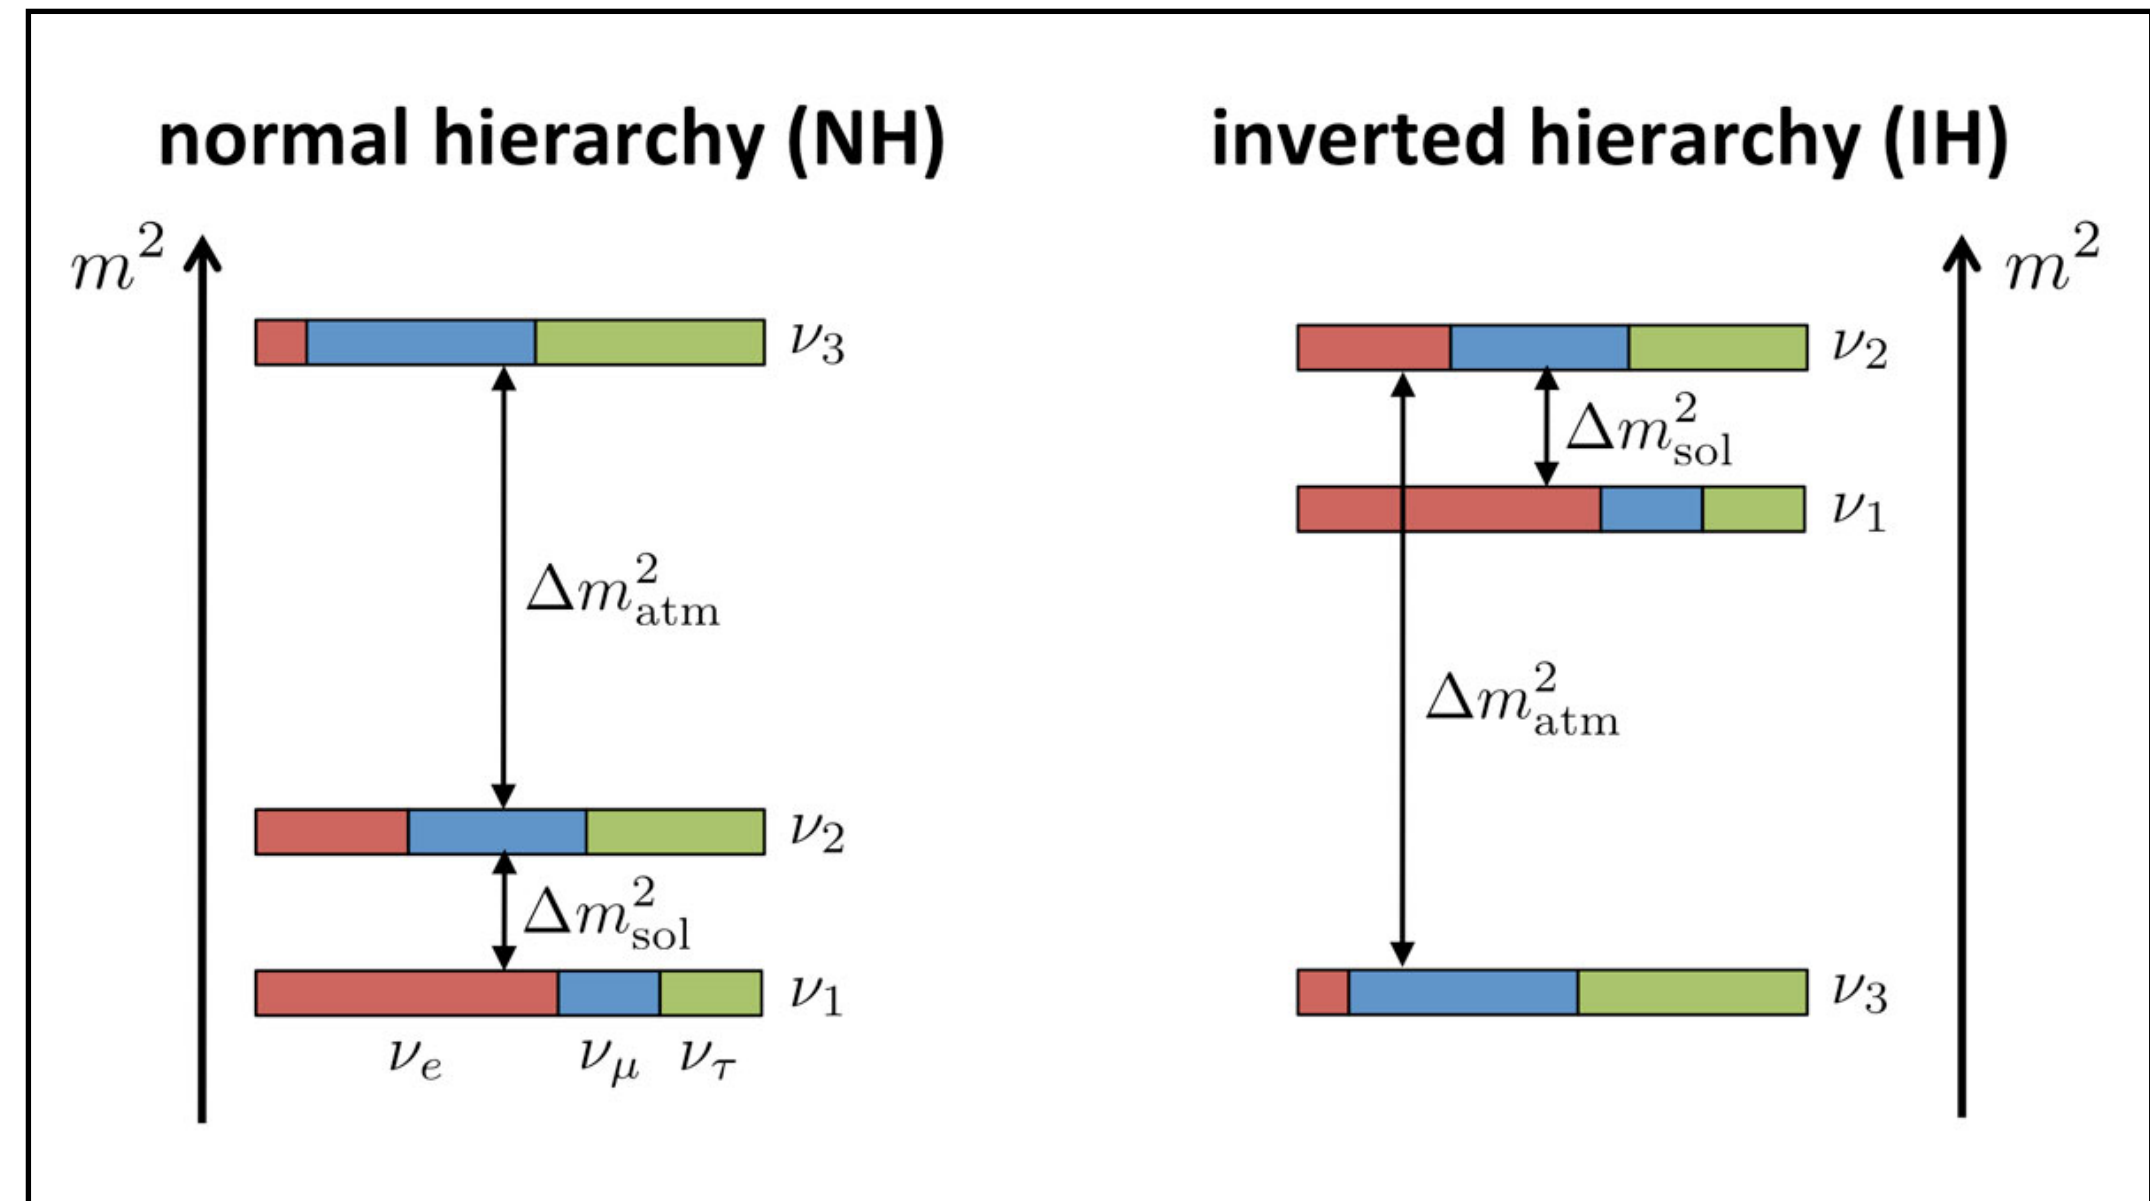 normal hierarchy (NH)
m²
ν₃
Δm²atm
ν₂
Δm²sol
ν₁
νe νμ ντ
inverted hierarchy (IH)
m²
ν₂
Δm²sol
ν₁
Δm²atm
ν₃